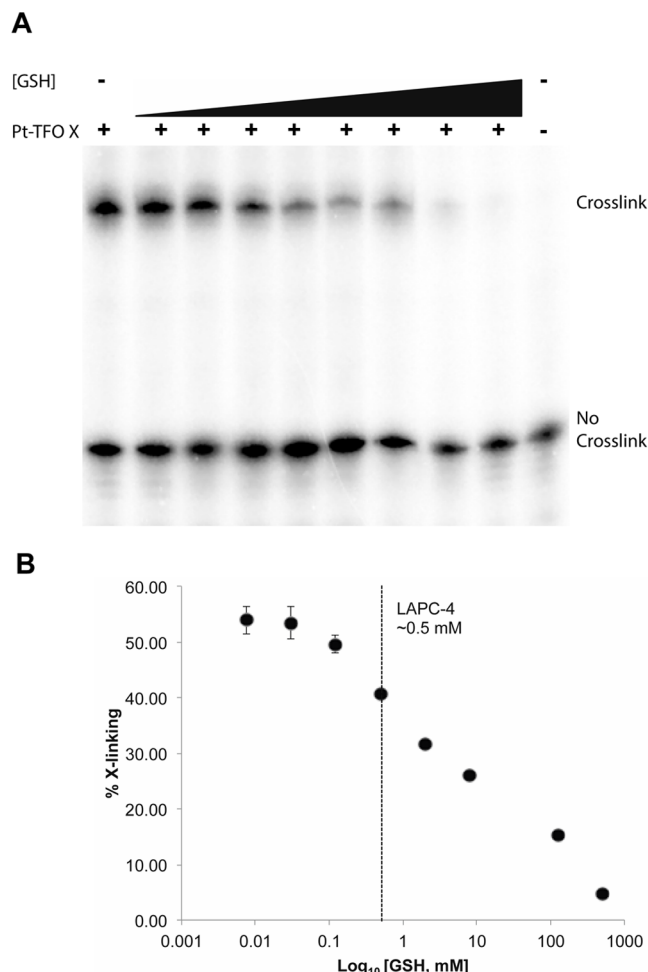 A
[GSH] - -
Pt-TFO X + + + + + + + + + -
Crosslink
No
Crosslink
B
60.00
50.00
40.00
30.00
20.00
10.00
0.00
% X-linking
LAPC-4
~0.5 mM
0.001 0.01 0.1 1 10 100 1000
Log10 [GSH, mM]